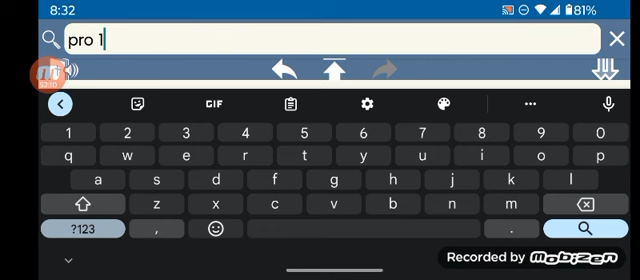 8:32
81%
pro 1
GIF
1 2 3 4 5 6 7 8 9 0
q w e r t y u i o p
a s d f g h j k l
z x c v b n m
?123 , .
Recorded by mobizen